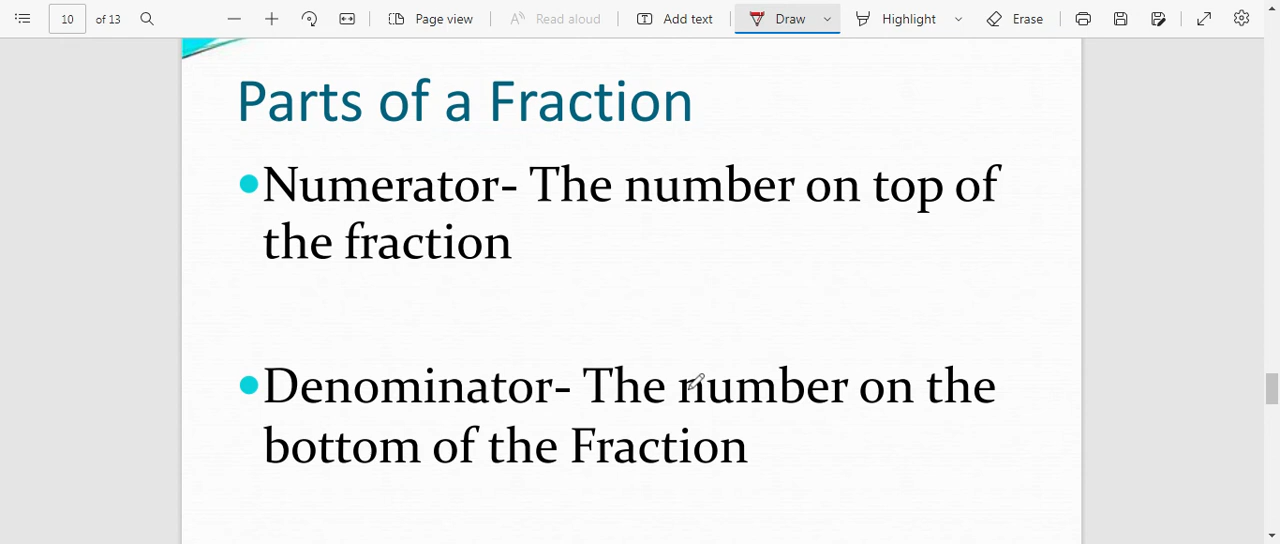 10 of 13 Page view Read aloud Add text Draw Highlight Erase
Parts of a Fraction
Numerator- The number on top of
the fraction
Denominator- The number on the
bottom of the Fraction